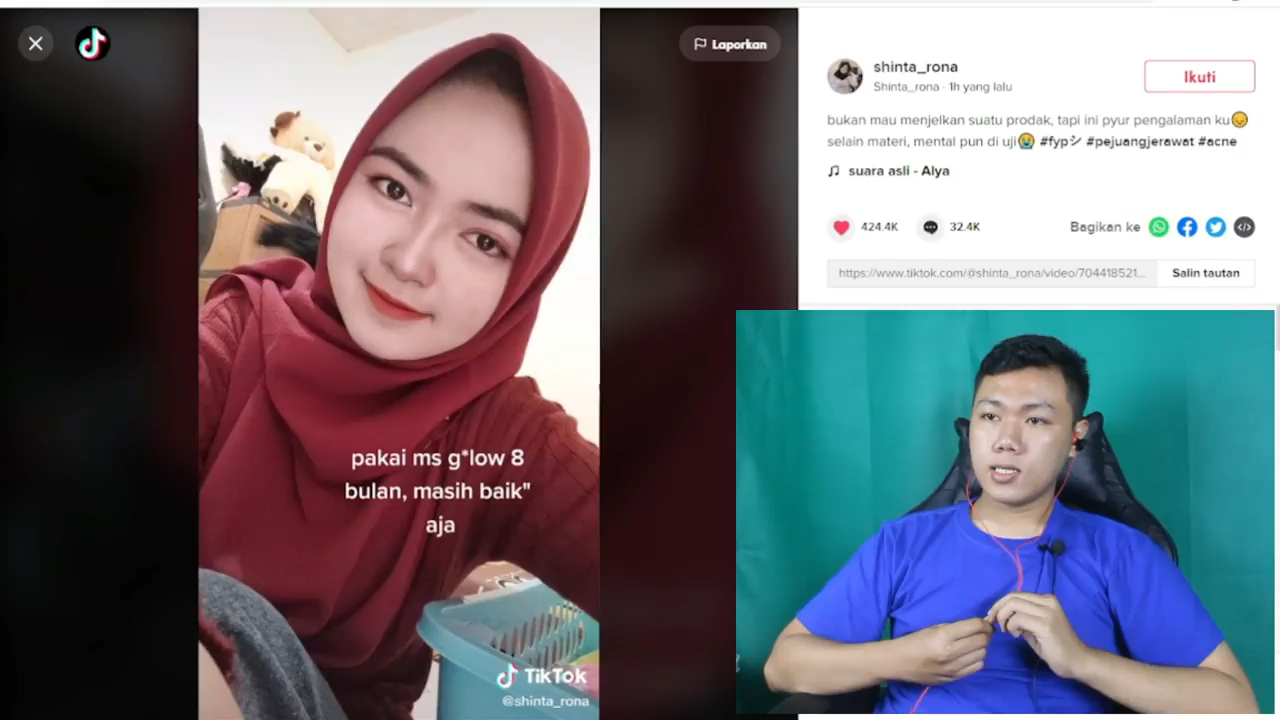 Laporkan
pakai ms g*low 8
bulan, masih baik"
aja
TikTok
@shinta_rona
shinta_rona
Shinta_rona · 1h yang lalu
Ikuti
bukan mau menjelkan suatu prodak, tapi ini pyur pengalaman ku😞
selain materi, mental pun di uji😭 #fypシ #pejuangjerawat #acne
♫ suara asli - Alya
424.4K
32.4K
Bagikan ke
https://www.tiktok.com/@shinta_rona/video/704418521...
Salin tautan